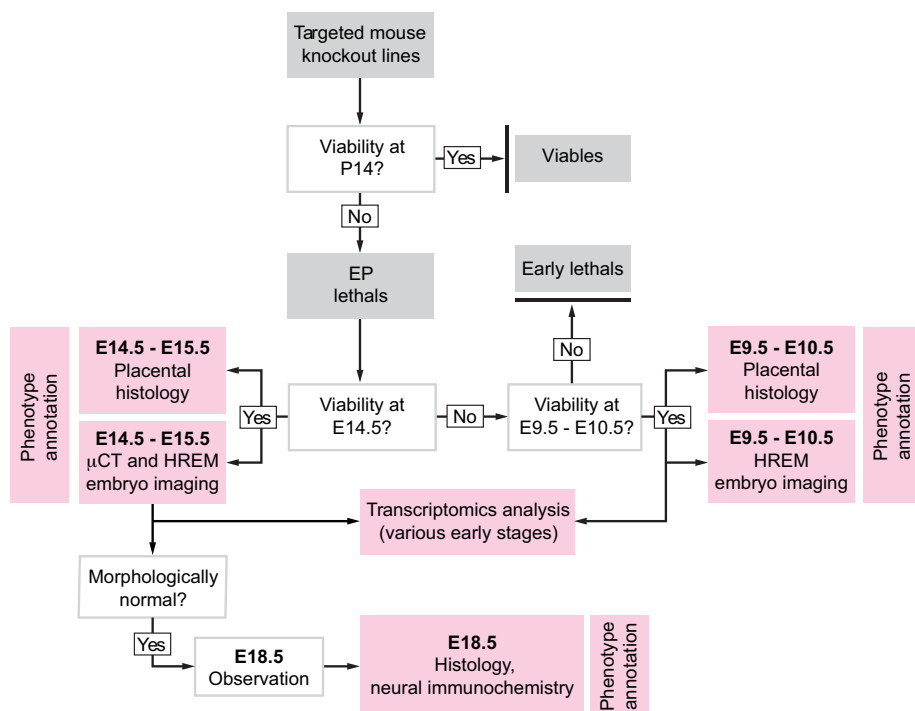 Targeted mouse
knockout lines
Viability at
P14?
Yes
Viables
No
EP
lethals
Early lethals
No
Phenotype
annotation
E14.5 - E15.5
Placental
histology
E14.5 - E15.5
μCT and HREM
embryo imaging
Yes
Viability at
E14.5?
No
Viability at
E9.5 - E10.5?
Yes
E9.5 - E10.5
Placental
histology
E9.5 - E10.5
HREM
embryo imaging
Phenotype
annotation
Transcriptomics analysis
(various early stages)
Morphologically
normal?
Yes
E18.5
Observation
E18.5
Histology,
neural immunochemistry
Phenotype
annotation